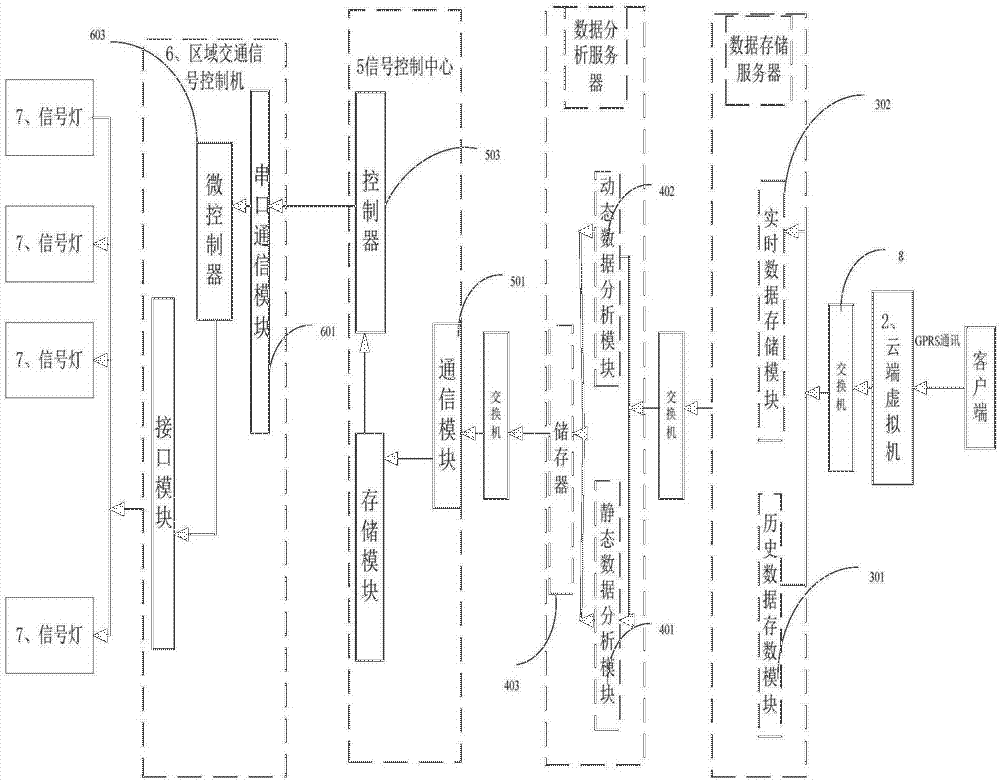 603
6、区域交通信
号控制机
7、信号灯
7、信号灯
7、信号灯
7、信号灯
微控制器
串口通信模块
601
接口模块
5信号控制中心
控制器
503
存储模块
通信模块
501
交换机
数据分
析服务
器
动态数据分析模块
402
储存器
静态数据分析模块
401
403
交换机
数据存储
服务器
302
实时数据存储模块
历史数据存数模块
301
8
交换机
2、云端虚拟机
GPRS通讯
客户端